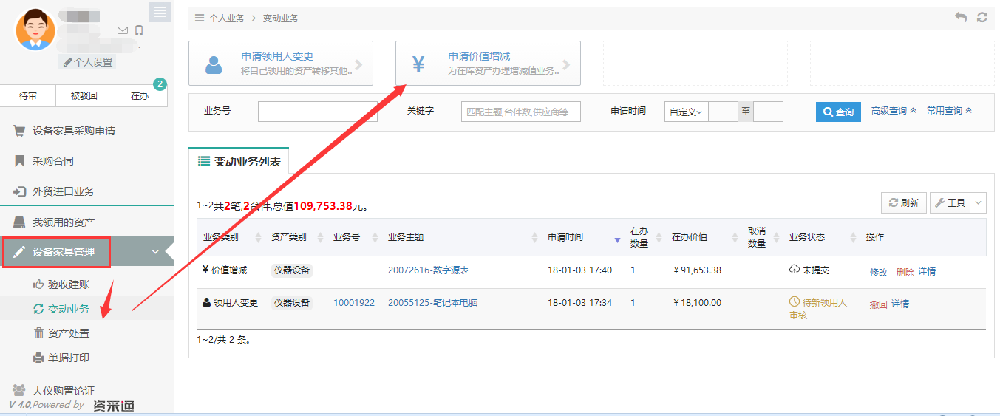 个人设置
待审 被驳回 在办 2
设备家具采购申请
采购合同
外贸进口业务
我领用的资产
设备家具管理
验收建账
变动业务
资产处置
单据打印
大仪购置论证
V 4.0,Powered by 资采通
个人业务 > 变动业务
申请领用人变更
将自己领用的资产转移其他..
¥ 申请价值增减
为在库资产办理增减值业务..
业务号 关键字 匹配主题,台件数,供应商等 申请时间 自定义 至 查询 高级查询 常用查询
变动业务列表
1~2共2笔,2台件,总值109,753.38元。 刷新 工具
业务类别 资产类别 业务号 业务主题 申请时间 在办数量 在办价值 取消数量 业务状态 操作
¥ 价值增减 仪器设备 20072616-数字源表 18-01-03 17:40 1 ￥91,653.38 未提交 修改 删除 详情
领用人变更 仪器设备 10001922 20055125-笔记本电脑 18-01-03 17:34 1 ￥18,100.00 待新领用人审核 撤回 详情
1~2/共 2 条。